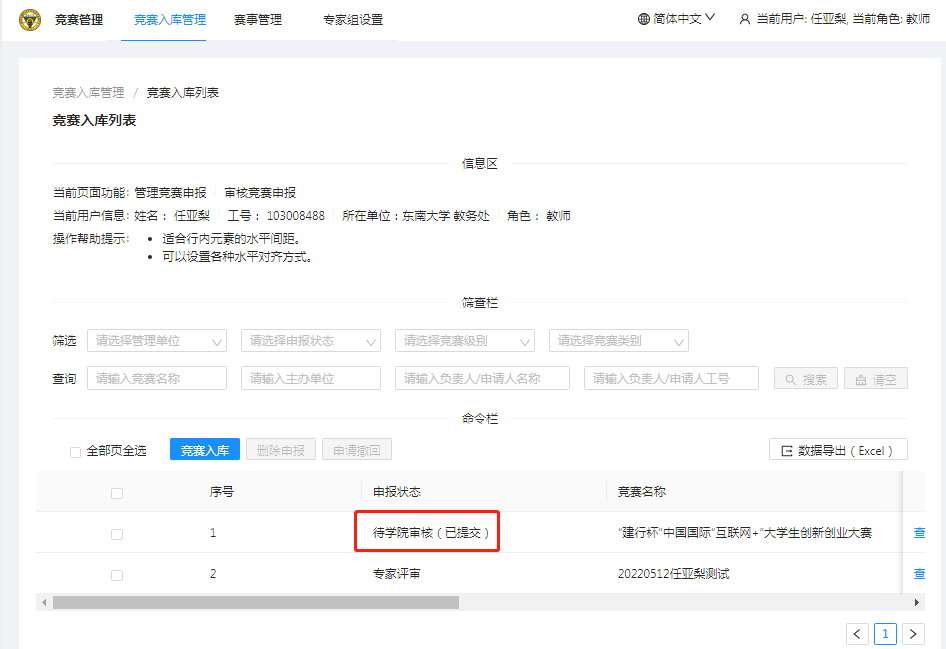 竞赛管理 竞赛入库管理 赛事管理 专家组设置 简体中文 当前用户: 任亚梨, 当前角色: 教师
竞赛入库管理 / 竞赛入库列表
竞赛入库列表
信息区
当前页面功能: 管理竞赛申报 审核竞赛申报
当前用户信息: 姓名： 任亚梨 工号： 103008488 所在单位：东南大学 教务处 角色： 教师
操作帮助提示: • 适合行内元素的水平间距。
• 可以设置各种水平对齐方式。
筛查栏
筛选 请选择管理单位 请选择申报状态 请选择竞赛级别 请选择竞赛类别
查询 请输入竞赛名称 请输入主办单位 请输入负责人/申请人名称 请输入负责人/申请人工号 搜索 清空
命令栏
全部页全选 竞赛入库 删除申报 申请撤回 数据导出（Excel）
序号 申报状态 竞赛名称
1 待学院审核（已提交） “建行杯”中国国际“互联网+”大学生创新创业大赛 查
2 专家评审 20220512任亚梨测试 查
1